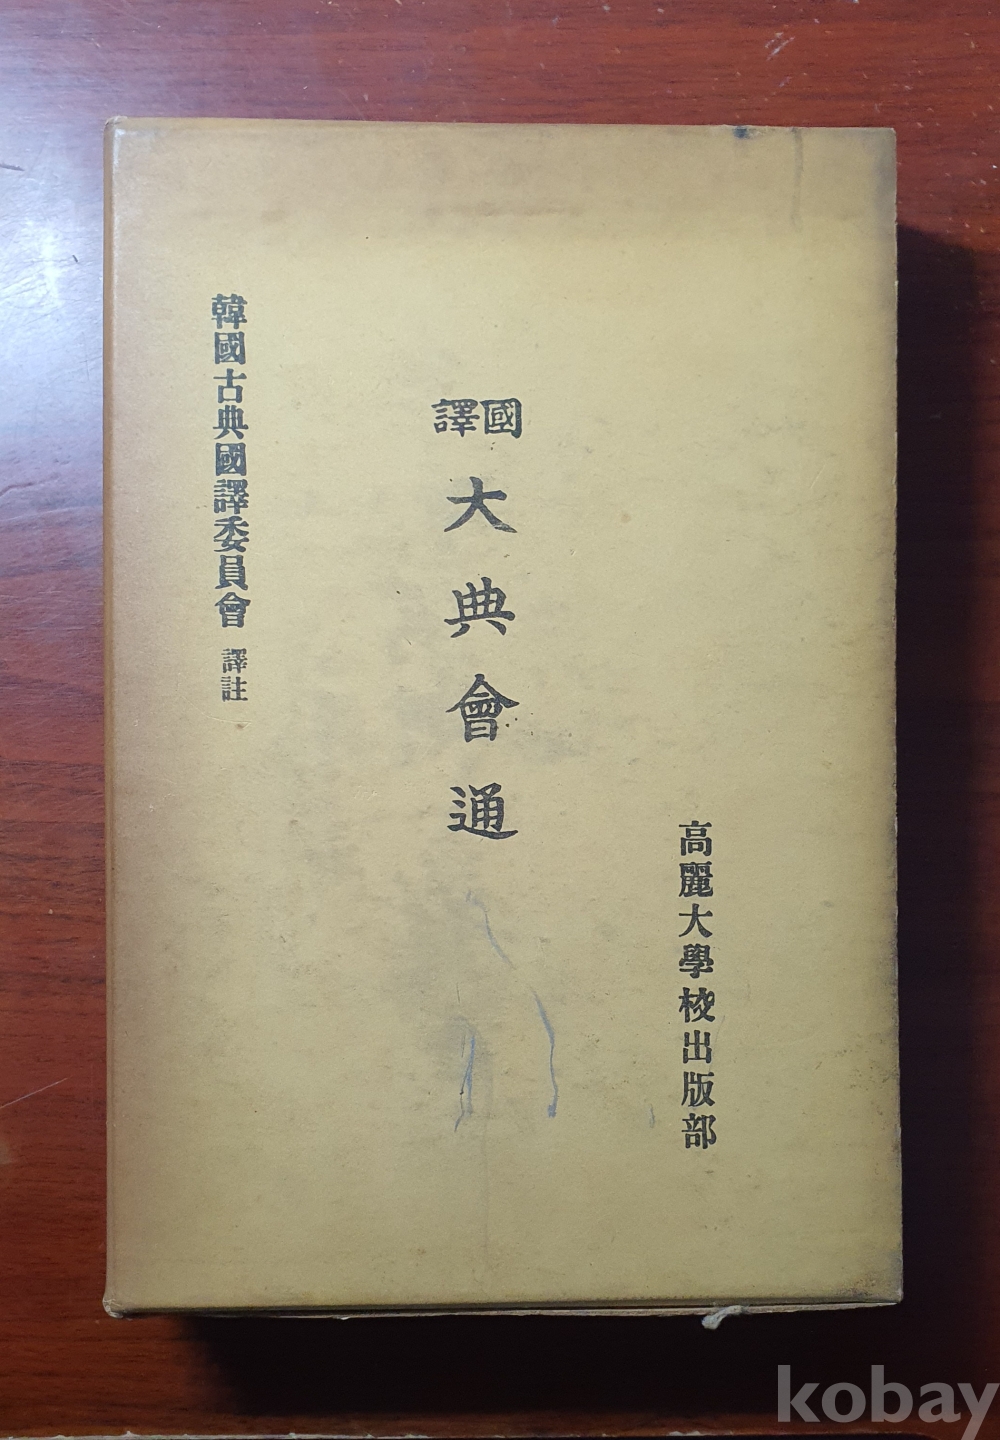 國譯
大典會通
韓國古典國譯委員會 譯註
高麗大學校出版部
kobay